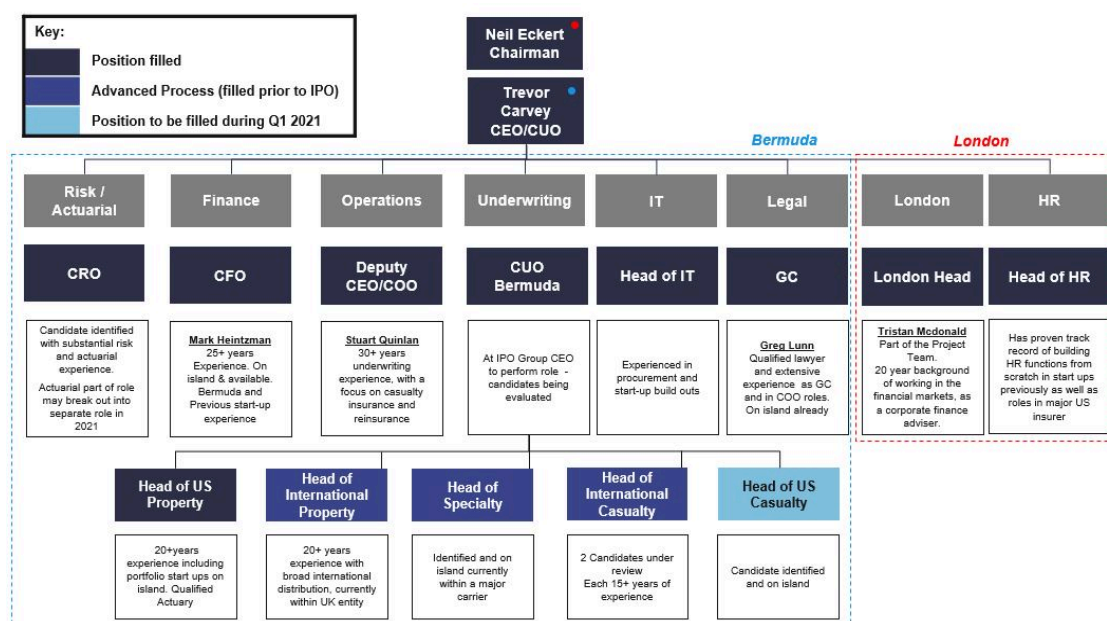 Key:
Position filled
Advanced Process (filled prior to IPO)
Position to be filled during Q1 2021
Neil Eckert
Chairman
Trevor
Carvey
CEO/CUO
Bermuda
London
Risk /
Actuarial
Finance
Operations
Underwriting
IT
Legal
London
HR
CRO
CFO
Deputy
CEO/COO
CUO
Bermuda
Head of IT
GC
London Head
Head of HR
Candidate identified
with substantial risk
and actuarial
experience.
Actuarial part of role
may break out into
separate role in
2021
Mark Heintzman
25+ years
Experience. On
island & available.
Bermuda and
Previous start-up
experience
Stuart Quinlan
30+ years
underwriting
experience, with a
focus on casualty
insurance and
reinsurance
At IPO Group CEO
to perform role -
candidates being
evaluated
Experienced in
procurement and
start-up build outs
Greg Lunn
Qualified lawyer
and extensive
experience as GC
and in COO roles.
On island already
Tristan Mcdonald
Part of the Project
Team.
20 year background
of working in the
financial markets, as
a corporate finance
adviser.
Has proven track
record of building
HR functions from
scratch in start ups
previously as well as
roles in major US
insurer
Head of US
Property
Head of
International
Property
Head of
Specialty
Head of
International
Casualty
Head of US
Casualty
20+years
experience including
portfolio start ups on
island. Qualified
Actuary
20+ years
experience with
broad international
distribution, currently
within UK entity
Identified and on
island currently
within a major
carrier
2 Candidates under
review
Each 15+ years of
experience
Candidate identified
and on island